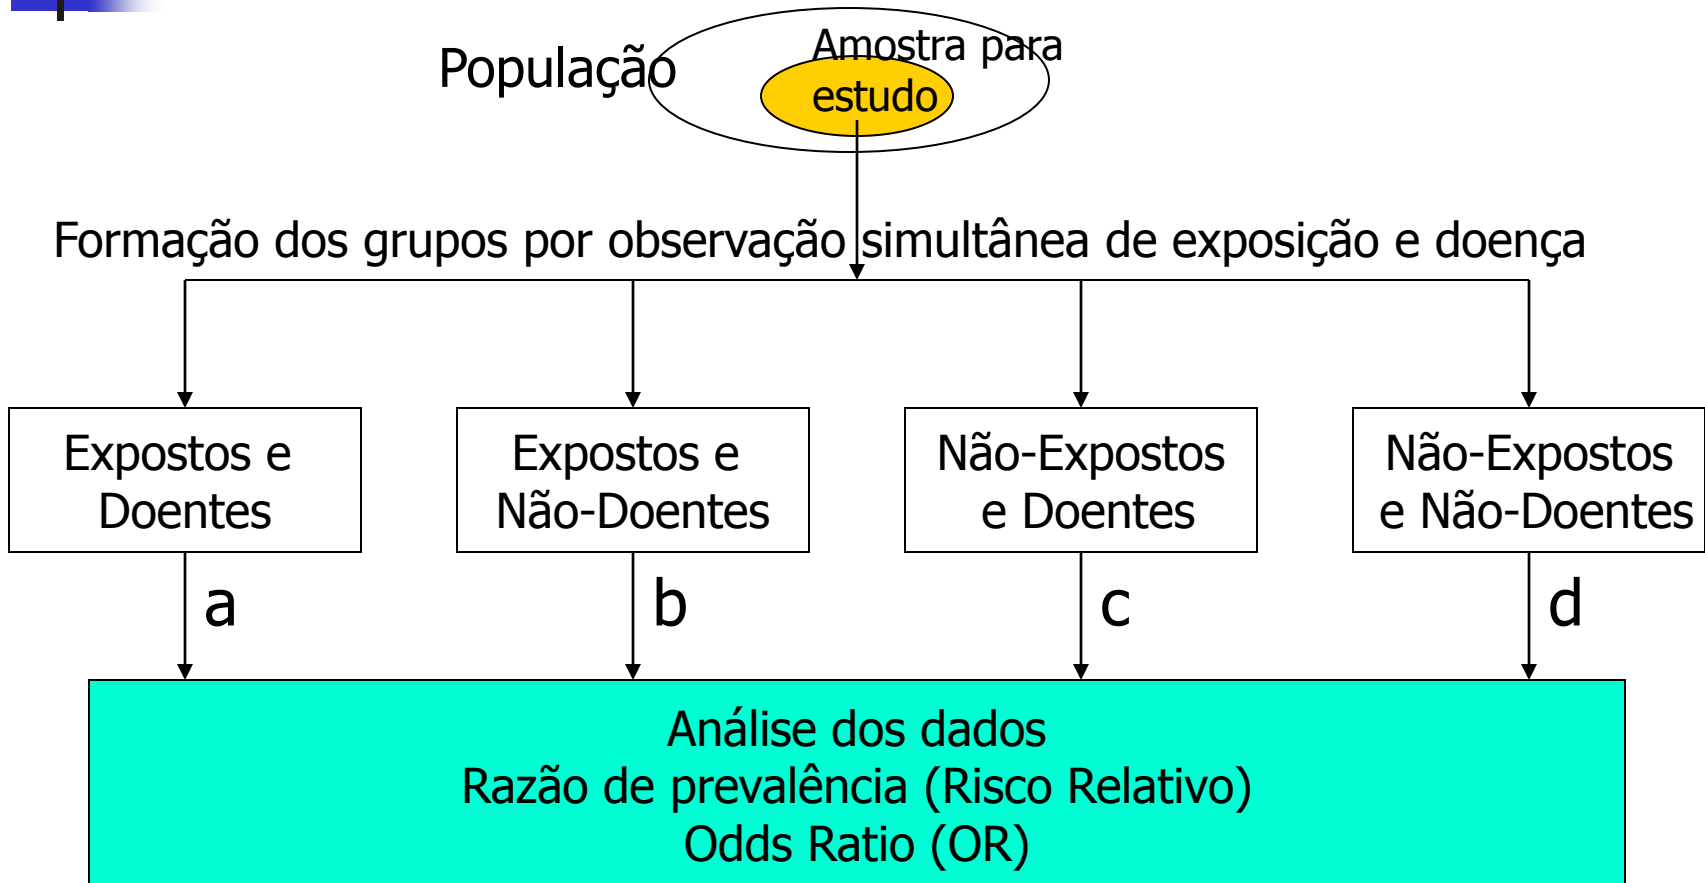 População
Amostra para
estudo
Formação dos grupos por observação simultânea de exposição e doença
Expostos e
Doentes
Expostos e
Não-Doentes
Não-Expostos
e Doentes
Não-Expostos
e Não-Doentes
a
b
c
d
Análise dos dados
Razão de prevalência (Risco Relativo)
Odds Ratio (OR)